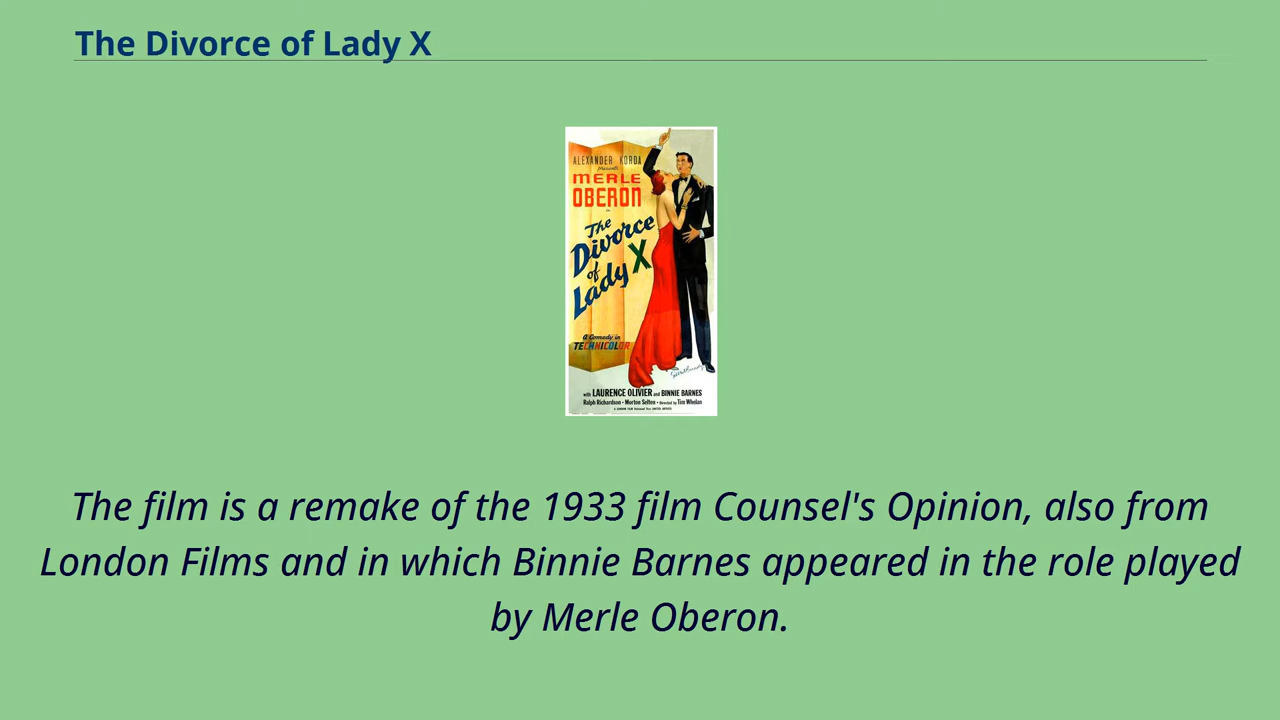 The Divorce of Lady X
ALEXANDER KORDA
presents
MERLE
OBERON
in
The
Divorce
of
Lady X
A Comedy in
TECHNICOLOR
with LAURENCE OLIVIER and BINNIE BARNES
Ralph Richardson • Morton Selten • Directed by Tim Whelan
The film is a remake of the 1933 film Counsel's Opinion, also from
London Films and in which Binnie Barnes appeared in the role played
by Merle Oberon.